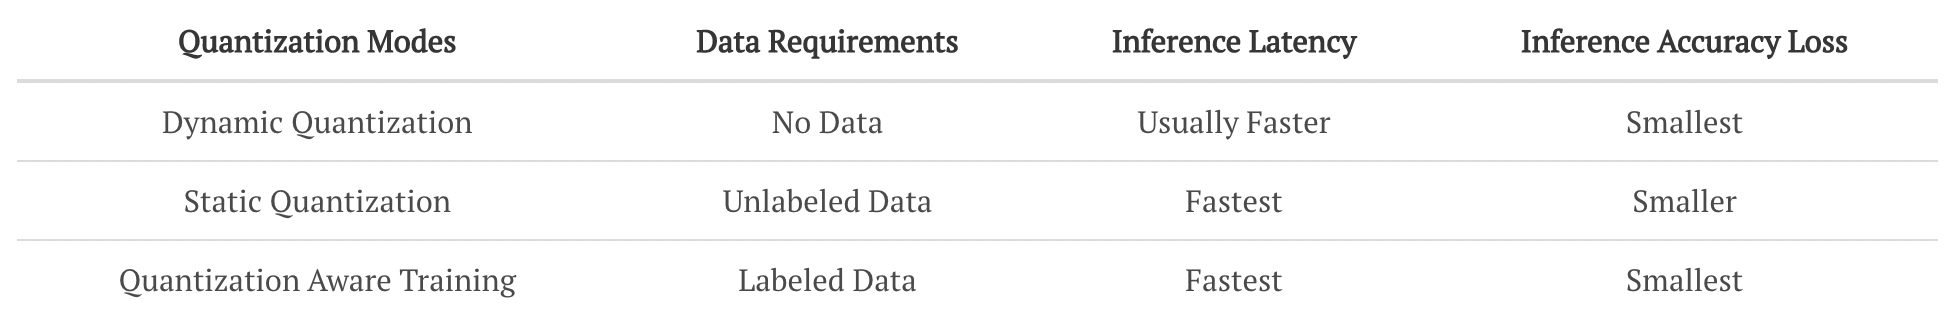 Quantization Modes Data Requirements Inference Latency Inference Accuracy Loss
Dynamic Quantization No Data Usually Faster Smallest
Static Quantization Unlabeled Data Fastest Smaller
Quantization Aware Training Labeled Data Fastest Smallest